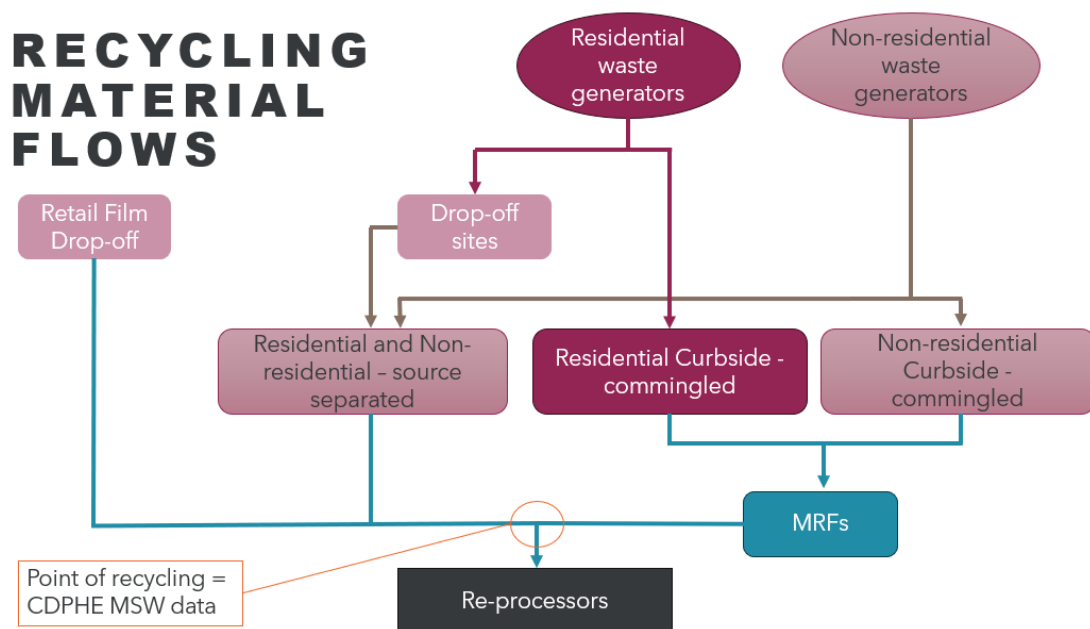 RECYCLING
MATERIAL
FLOWS
Residential
waste
generators
Non-residential
waste
generators
Retail Film
Drop-off
Drop-off
sites
Residential and Non-
residential – source
separated
Residential Curbside -
commingled
Non-residential
Curbside -
commingled
MRFs
Point of recycling =
CDPHE MSW data
Re-processors